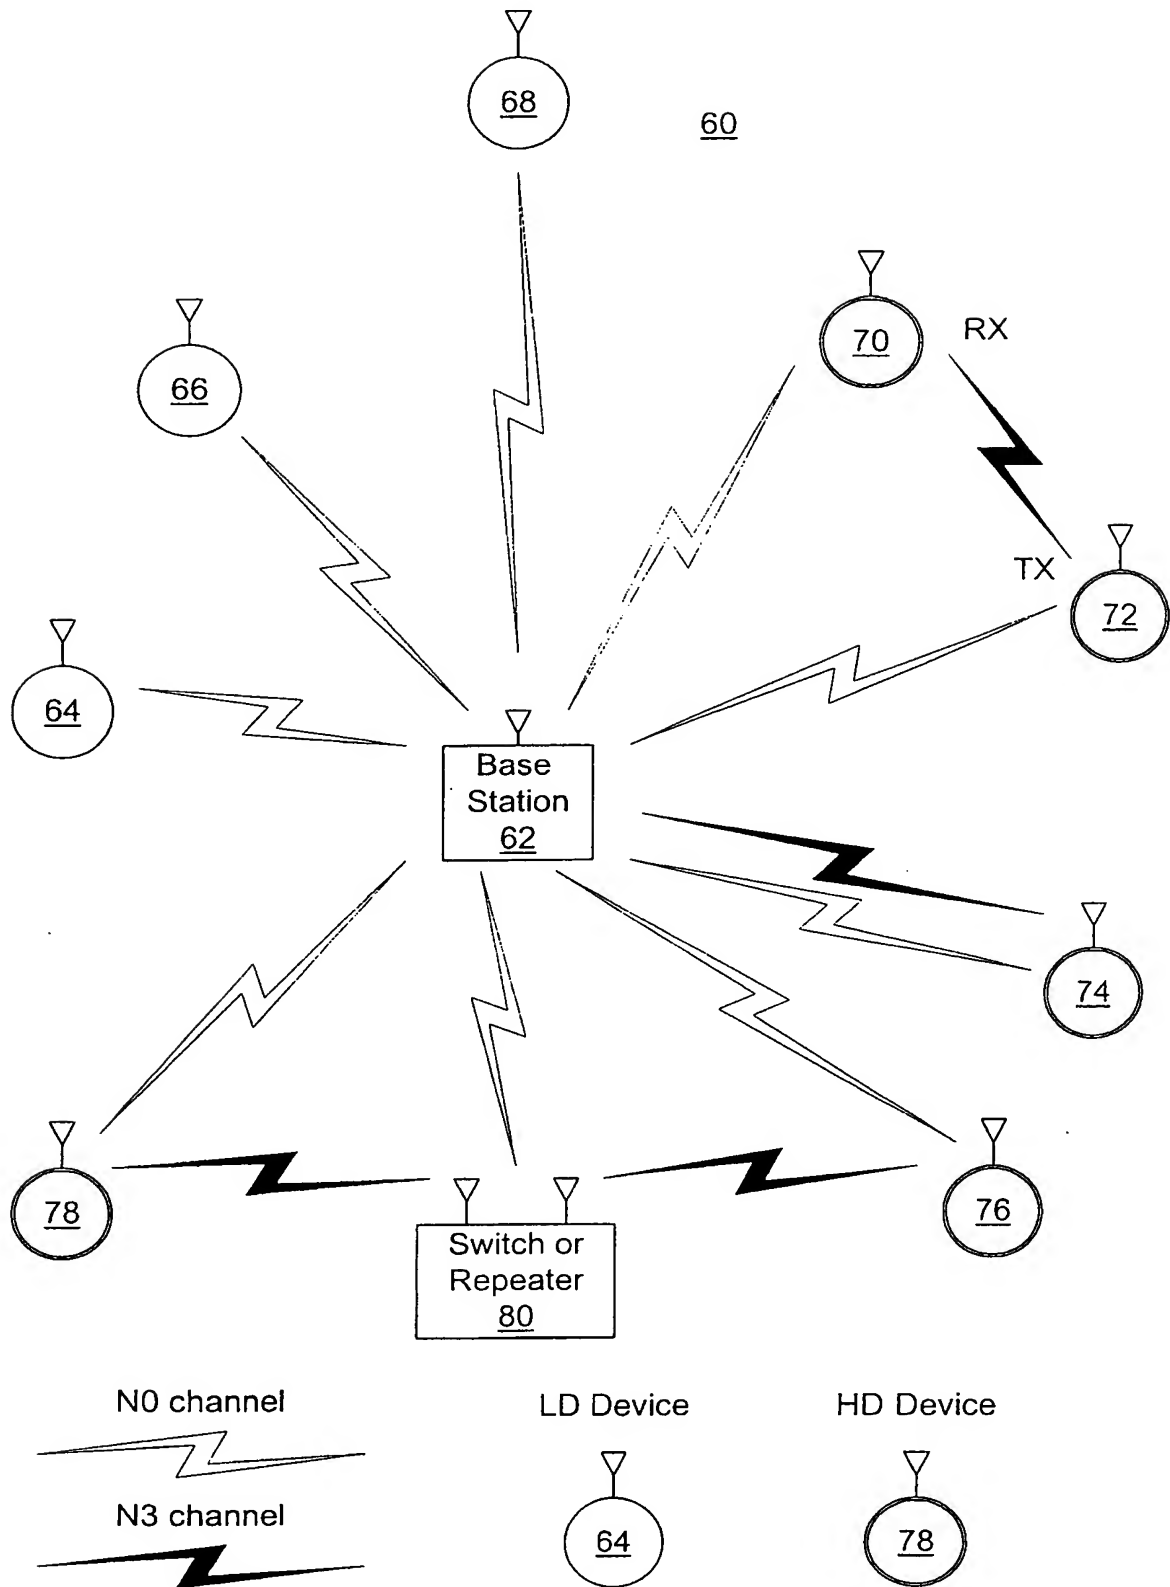 68
60
70
RX
66
TX
72
64
Base
Station
62
74
78
76
Switch or
Repeater
80
N0 channel
LD Device
HD Device
N3 channel
64
78